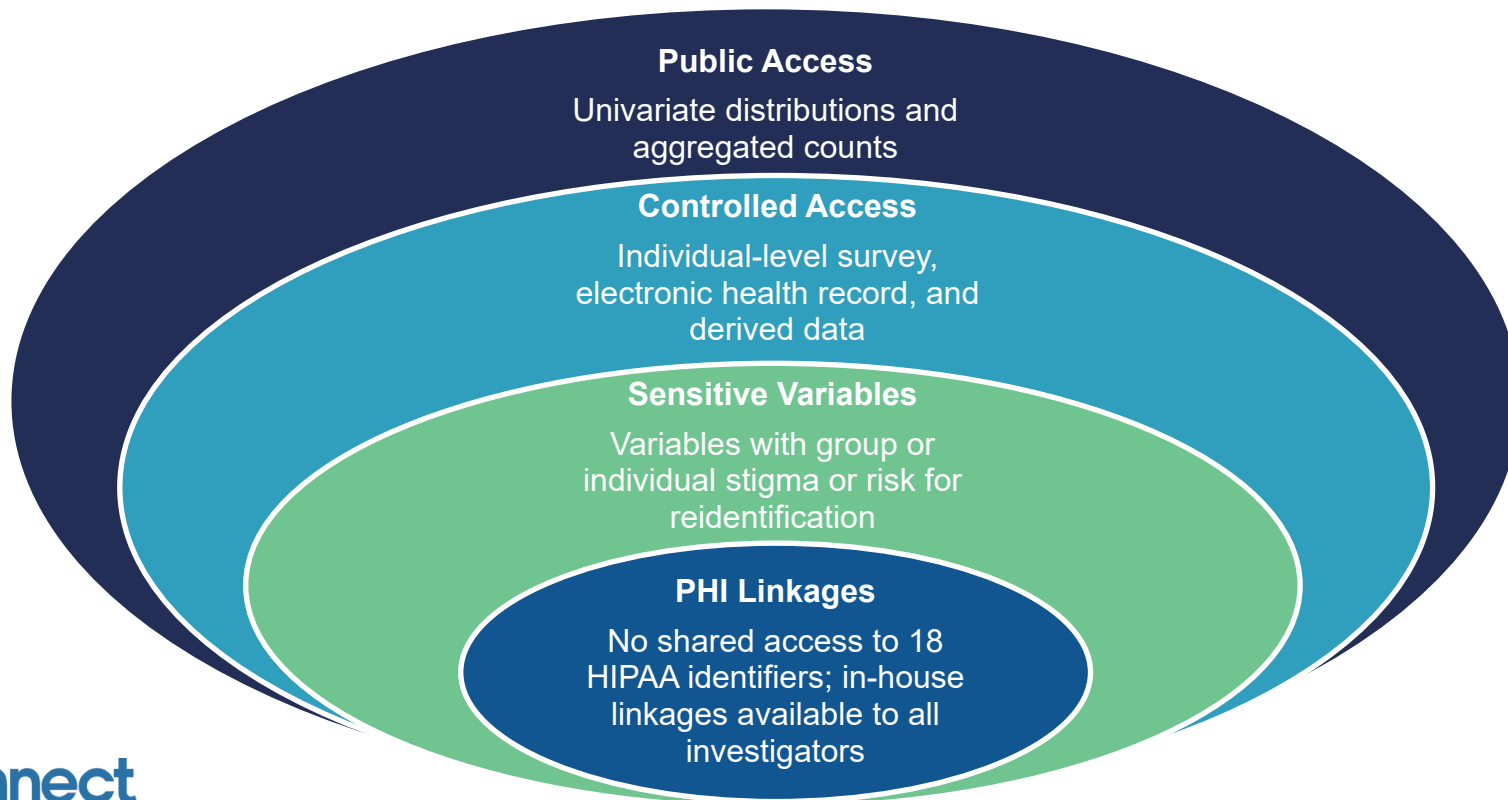 Public Access
Univariate distributions and
aggregated counts
Controlled Access
Individual-level survey,
electronic health record, and
derived data
Sensitive Variables
Variables with group or
individual stigma or risk for
reidentification
PHI Linkages
No shared access to 18
HIPAA identifiers; in-house
linkages available to all
investigators
nnect